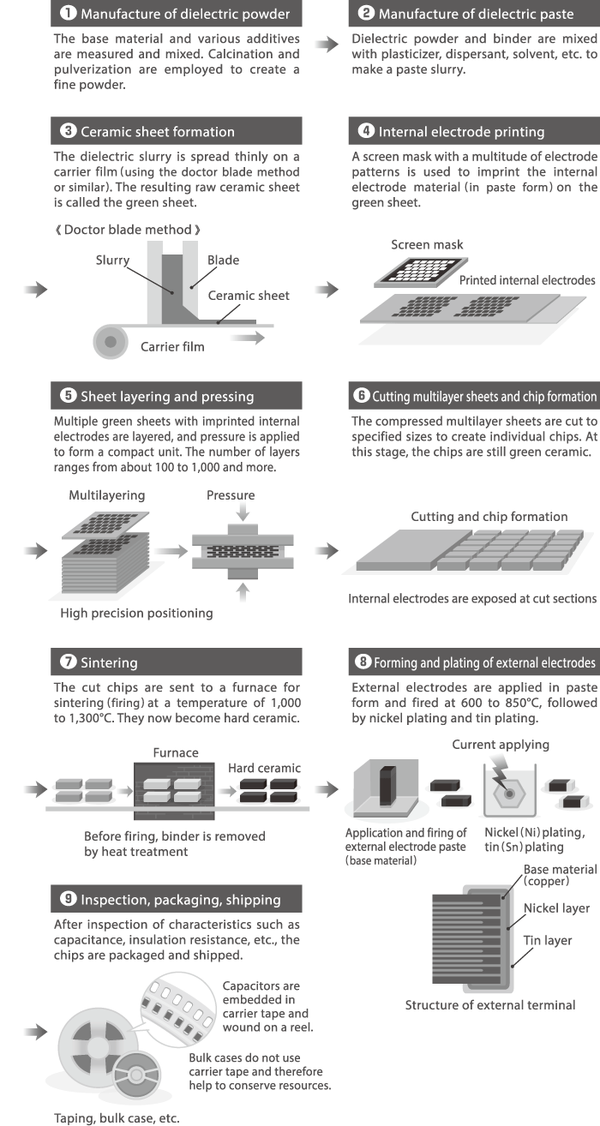 1 Manufacture of dielectric powder
The base material and various additives
are measured and mixed. Calcination and
pulverization are employed to create a
fine powder.
2 Manufacture of dielectric paste
Dielectric powder and binder are mixed
with plasticizer, dispersant, solvent, etc. to
make a paste slurry.
3 Ceramic sheet formation
The dielectric slurry is spread thinly on a
carrier film (using the doctor blade method
or similar). The resulting raw ceramic sheet
is called the green sheet.
《 Doctor blade method 》
Slurry
Blade
Ceramic sheet
Carrier film
4 Internal electrode printing
A screen mask with a multitude of electrode
patterns is used to imprint the internal
electrode material (in paste form) on the
green sheet.
Screen mask
Printed internal electrodes
5 Sheet layering and pressing
Multiple green sheets with imprinted internal
electrodes are layered, and pressure is applied
to form a compact unit. The number of layers
ranges from about 100 to 1,000 and more.
Multilayering
Pressure
High precision positioning
6 Cutting multilayer sheets and chip formation
The compressed multilayer sheets are cut to
specified sizes to create individual chips. At
this stage, the chips are still green ceramic.
Cutting and chip formation
Internal electrodes are exposed at cut sections
7 Sintering
The cut chips are sent to a furnace for
sintering (firing) at a temperature of 1,000
to 1,300°C. They now become hard ceramic.
Furnace
Hard ceramic
Before firing, binder is removed
by heat treatment
8 Forming and plating of external electrodes
External electrodes are applied in paste
form and fired at 600 to 850°C, followed
by nickel plating and tin plating.
Current applying
Application and firing of
external electrode paste
(base material)
Nickel (Ni) plating,
tin (Sn) plating
Base material
(copper)
Nickel layer
Tin layer
Structure of external terminal
9 Inspection, packaging, shipping
After inspection of characteristics such as
capacitance, insulation resistance, etc., the
chips are packaged and shipped.
Capacitors are
embedded in
carrier tape and
wound on a reel.
Bulk cases do not use
carrier tape and therefore
help to conserve resources.
Taping, bulk case, etc.